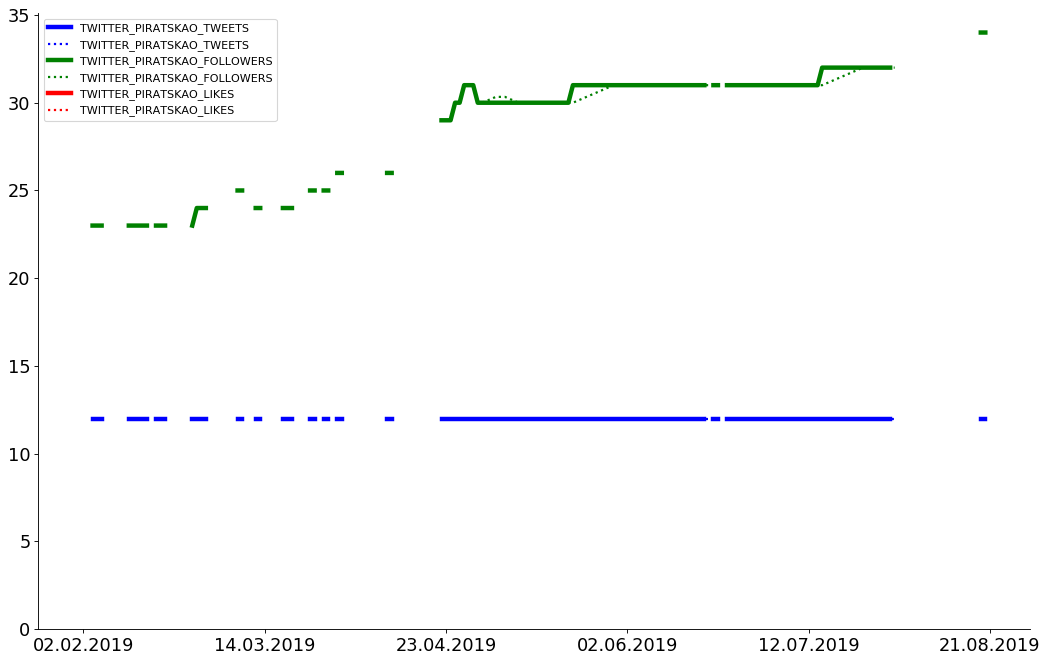 35
30
25
20
15
10
5
0
TWITTER_PIRATSKAO_TWEETS
TWITTER_PIRATSKAO_TWEETS
TWITTER_PIRATSKAO_FOLLOWERS
TWITTER_PIRATSKAO_FOLLOWERS
TWITTER_PIRATSKAO_LIKES
TWITTER_PIRATSKAO_LIKES
02.02.2019 14.03.2019 23.04.2019 02.06.2019 12.07.2019 21.08.2019